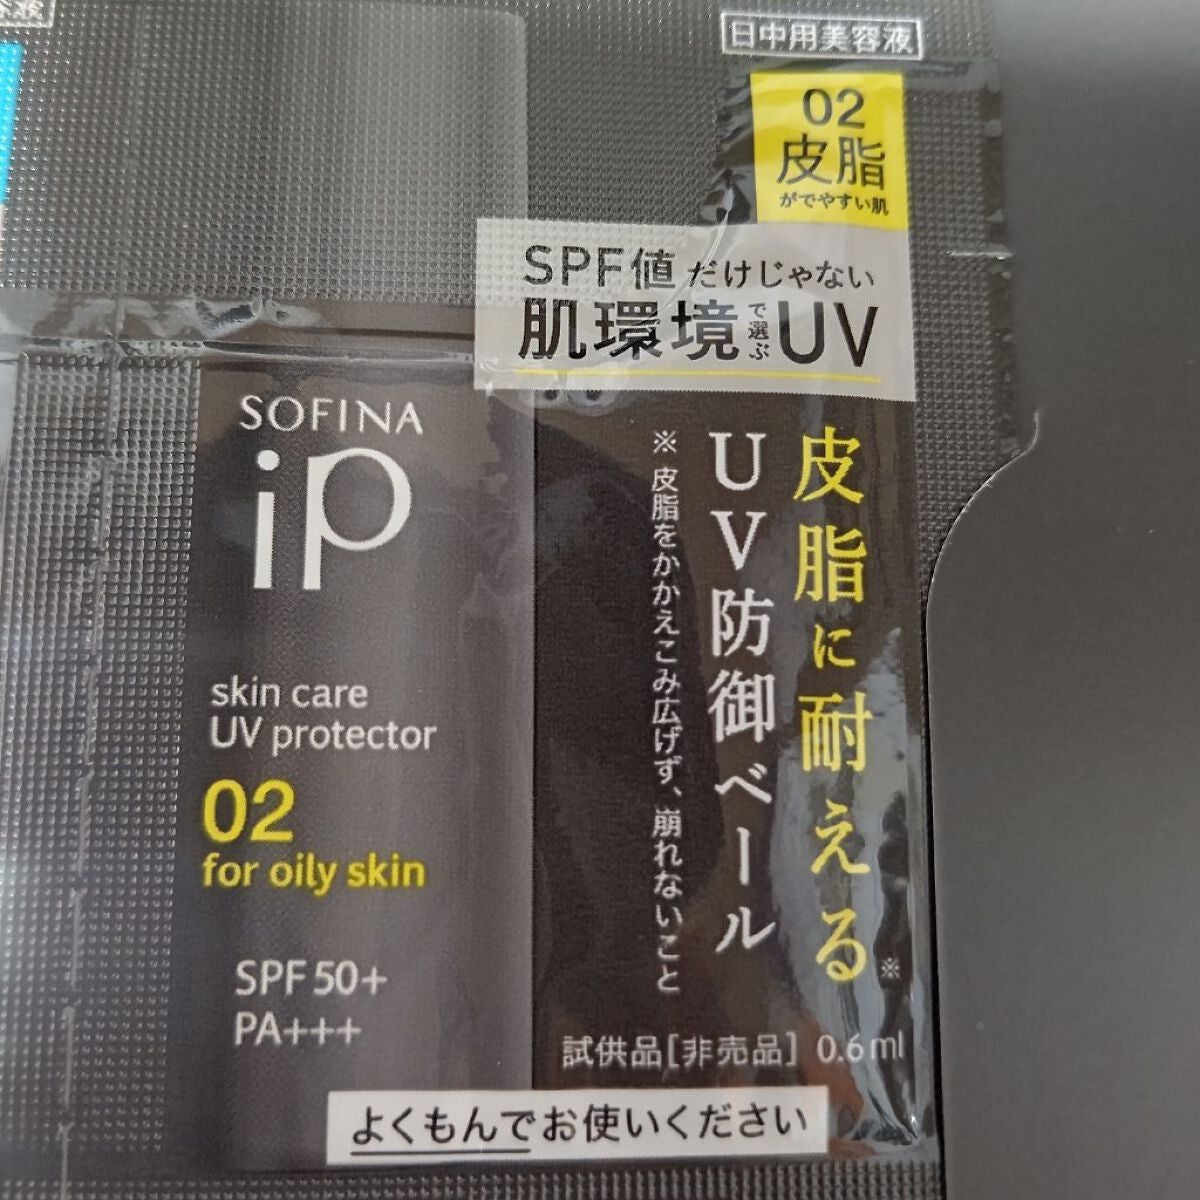 液
日中用美容液
02
皮脂
がでやすい肌
SPF値だけじゃない
肌環境で選ぶUV
SOFINA
iP
skin care
UV protector
02
for oily skin
SPF50+
PA+++
皮脂に耐える※
UV防御ベール
※皮脂をかかえこみ広げず、崩れないこと
試供品[非売品] 0.6ml
よくもんでお使いください